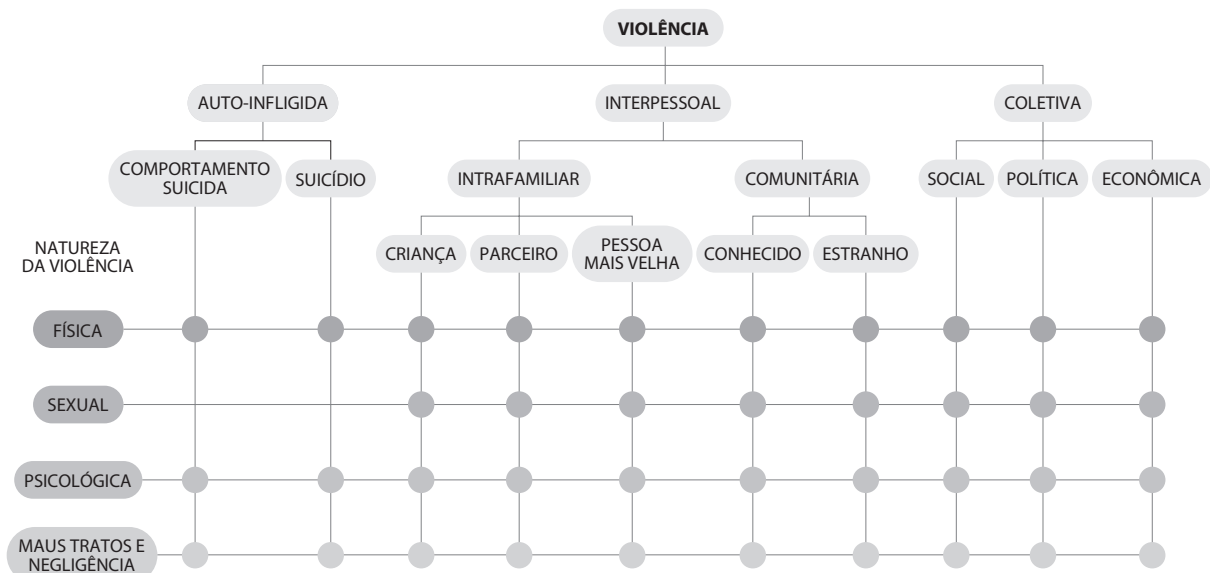 VIOLÊNCIA
AUTO-INFLIGIDA
INTERPESSOAL
COLETIVA
COMPORTAMENTO
SUICIDA
SUICÍDIO
INTRAFAMILIAR
COMUNITÁRIA
SOCIAL
POLÍTICA
ECONÔMICA
NATUREZA
DA VIOLÊNCIA
CRIANÇA
PARCEIRO
PESSOA
MAIS VELHA
CONHECIDO
ESTRANHO
FÍSICA
SEXUAL
PSICOLÓGICA
MAUS TRATOS E
NEGLIGÊNCIA